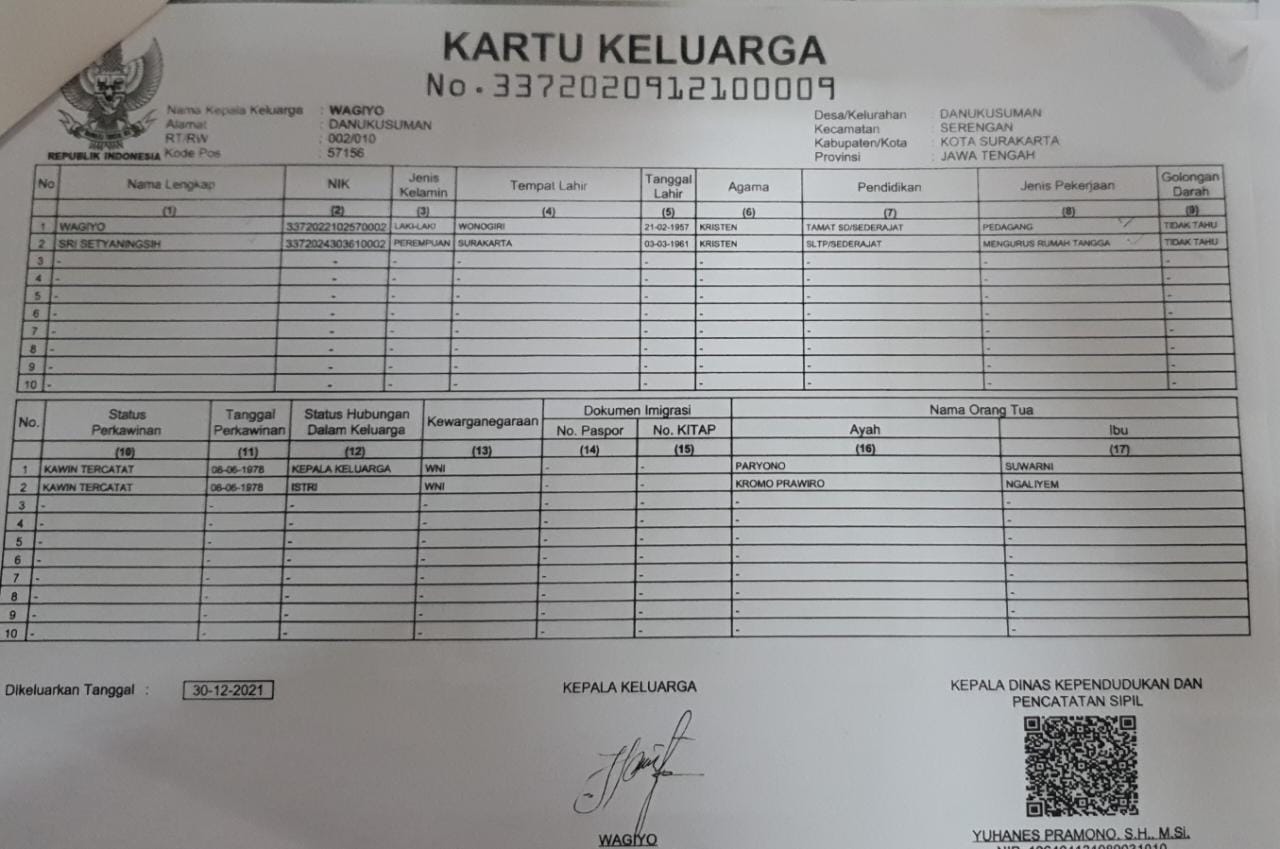 KARTU KELUARGA
No. 3372020912100009
Nama Kepala Keluarga : WAGIYO
Alamat : DANUKUSUMAN
RT/RW : 002/010
Kode Pos : 57156
REPUBLIK INDONESIA
Desa/Kelurahan : DANUKUSUMAN
Kecamatan : SERENGAN
Kabupaten/Kota : KOTA SURAKARTA
Provinsi : JAWA TENGAH
No Nama Lengkap NIK Jenis Kelamin Tempat Lahir Tanggal Lahir Agama Pendidikan Jenis Pekerjaan Golongan Darah
(1) (2) (3) (4) (5) (6) (7) (8) (9)
1 WAGIYO 3372022102570002 LAKI-LAKI WONOGIRI 21-02-1957 KRISTEN TAMAT SD/SEDERAJAT PEDAGANG TIDAK TAHU
2 SRI SETYANINGSIH 3372024303610002 PEREMPUAN SURAKARTA 03-03-1961 KRISTEN SLTP/SEDERAJAT MENGURUS RUMAH TANGGA TIDAK TAHU
3 - - - - - - - - -
4 - - - - - - - - -
5 - - - - - - - - -
6 - - - - - - - - -
7 - - - - - - - - -
8 - - - - - - - - -
9 - - - - - - - - -
10 - - - - - - - - -
No. Status Perkawinan Tanggal Perkawinan Status Hubungan Dalam Keluarga Kewarganegaraan Dokumen Imigrasi Nama Orang Tua
No. Paspor No. KITAP Ayah Ibu
(10) (11) (12) (13) (14) (15) (16) (17)
1 KAWIN TERCATAT 08-06-1978 KEPALA KELUARGA WNI - - PARYONO SUWARNI
2 KAWIN TERCATAT 08-06-1978 ISTRI WNI - - KROMO PRAWIRO NGALIYEM
3 - - - - - - - -
4 - - - - - - - -
5 - - - - - - - -
6 - - - - - - - -
7 - - - - - - - -
8 - - - - - - - -
9 - - - - - - - -
10 - - - - - - - -
Dikeluarkan Tanggal : 30-12-2021
KEPALA KELUARGA
WAGIYO
KEPALA DINAS KEPENDUDUKAN DAN
PENCATATAN SIPIL
YUHANES PRAMONO, S.H., M.Si.